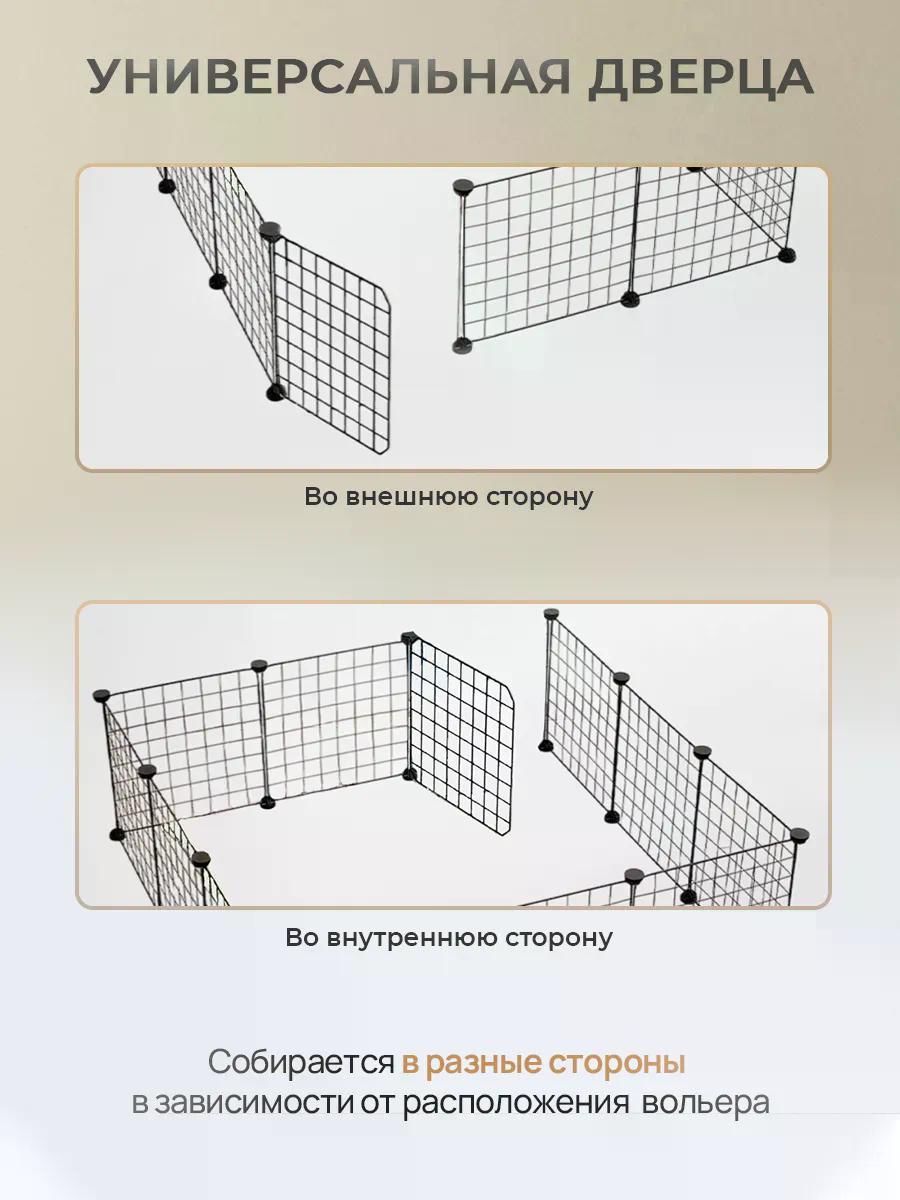 УНИВЕРСАЛЬНАЯ ДВЕРЦА
Во внешнюю сторону
Во внутреннюю сторону
Собирается в разные стороны
в зависимости от расположения вольера